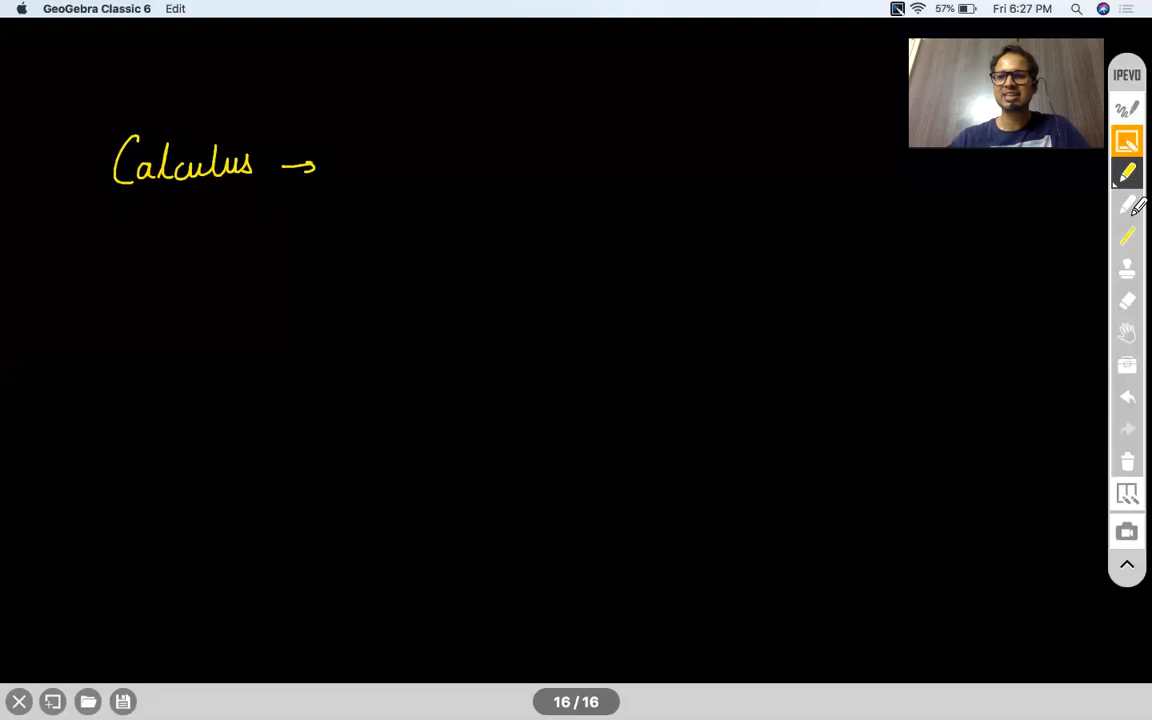 GeoGebra Classic 6 Edit 57% Fri 6:27 PM
IPEVO
Calculus →
16 / 16